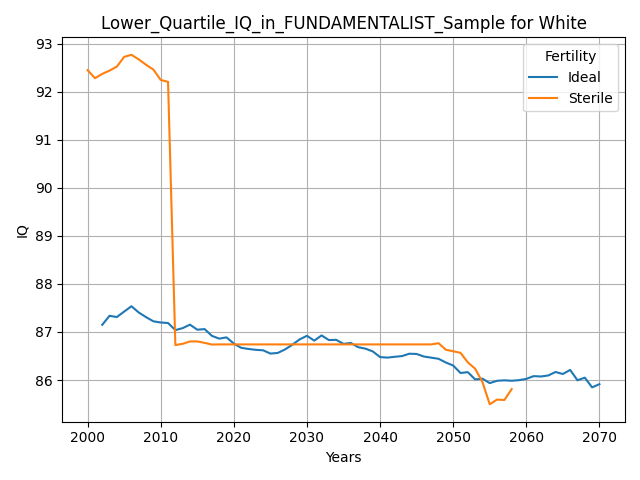 Lower_Quartile_IQ_in_FUNDAMENTALIST_Sample for White
Fertility
Ideal
Sterile
IQ
93
92
91
90
89
88
87
86
2000 2010 2020 2030 2040 2050 2060 2070
Years